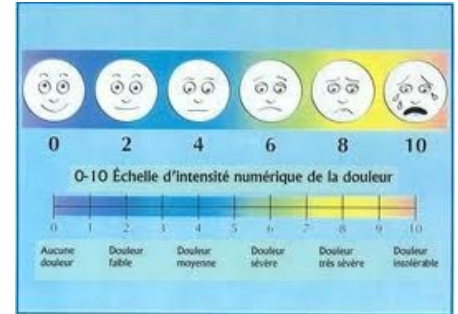 0 2 4 6 8 10
0-10 Échelle d'intensité numérique de la douleur
0 1 2 3 4 5 6 7 8 9 10
Aucune douleur
Douleur faible
Douleur moyenne
Douleur sévère
Douleur très sévère
Douleur insolérable